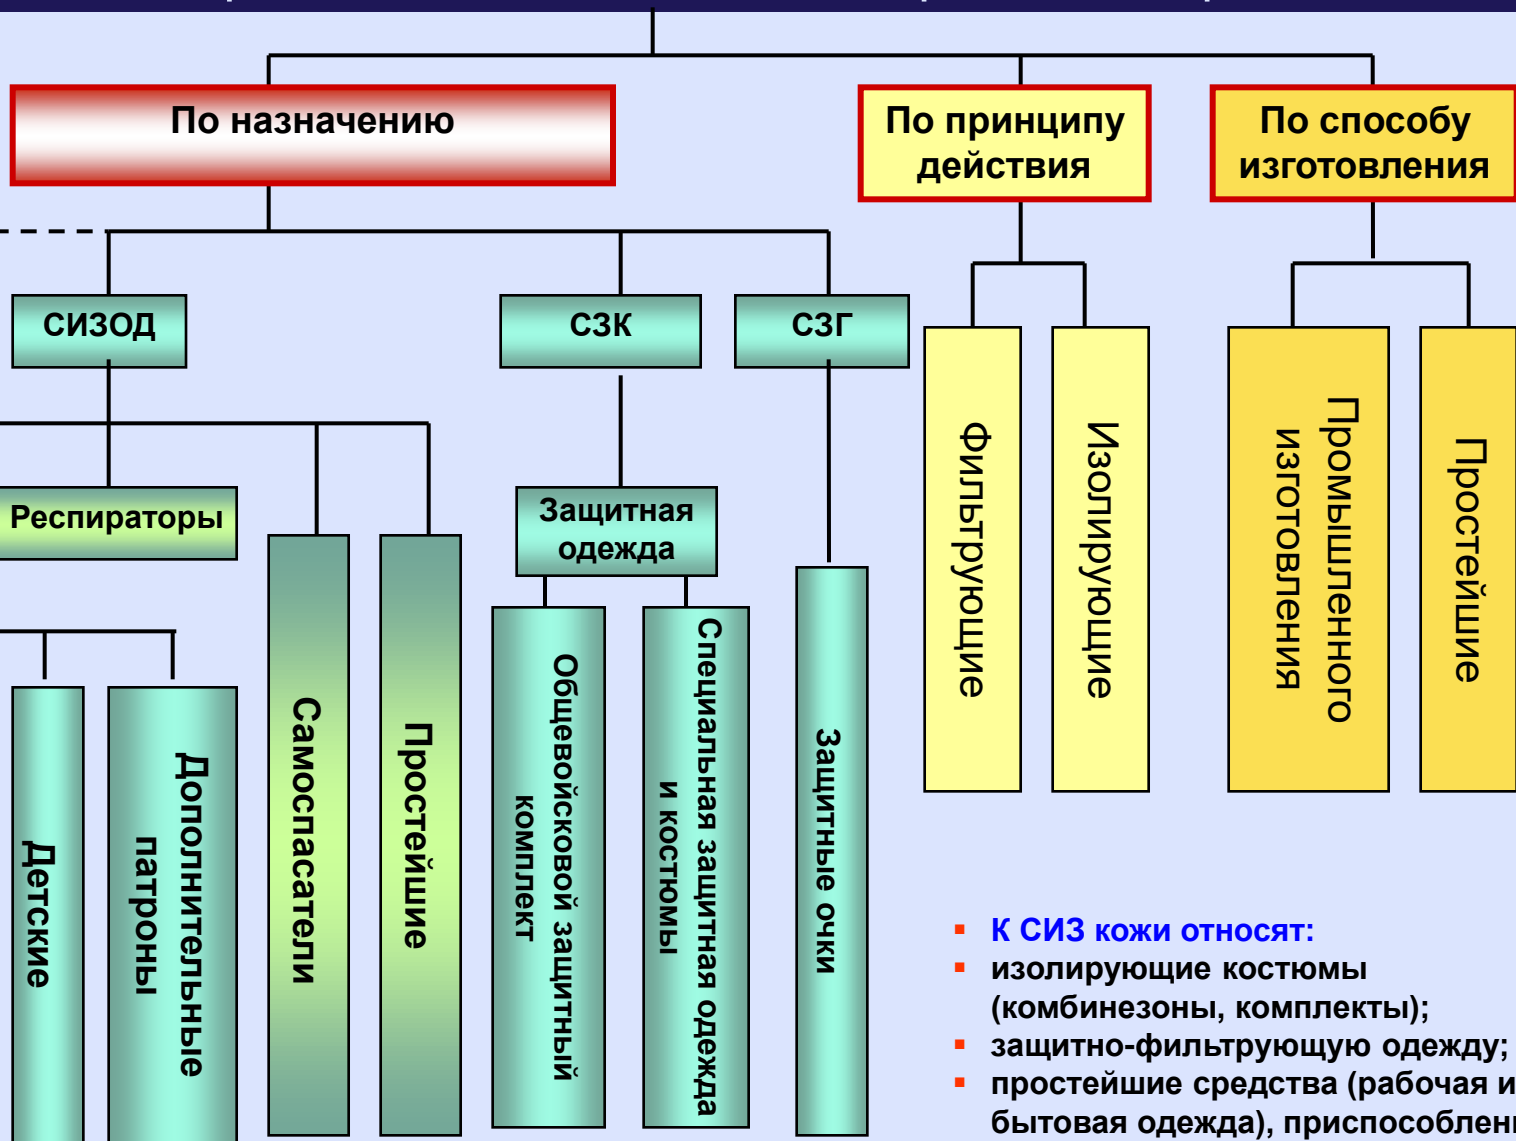 По назначению
По принципу
действия
По способу
изготовления
СИЗОД
СЗК
СЗГ
Фильтрующие
Изолирующие
Промышленного
изготовления
Простейшие
Респираторы
Защитная
одежда
Самоспасатели
Простейшие
Общевойсковой защитный
комплект
Специальная защитная одежда
и костюмы
Защитные очки
Детские
Дополнительные
патроны
К СИЗ кожи относят:
изолирующие костюмы
(комбинезоны, комплекты);
защитно-фильтрующую одежду;
простейшие средства (рабочая и
бытовая одежда),